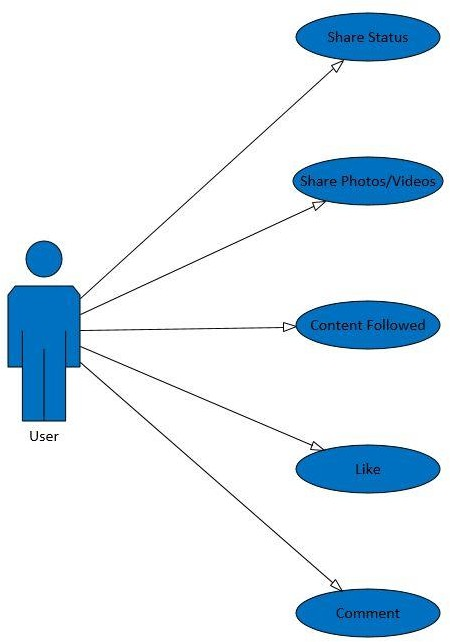 Share Status
Share Photos/Videos
Content Followed
User
Like
Comment